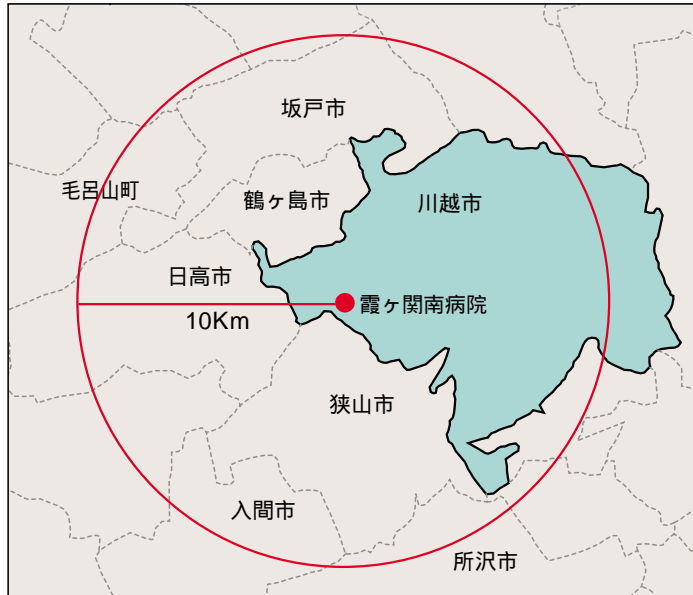 坂戸市
毛呂山町
鶴ヶ島市
川越市
日高市
霞ヶ関南病院
10Km
狭山市
入間市
所沢市